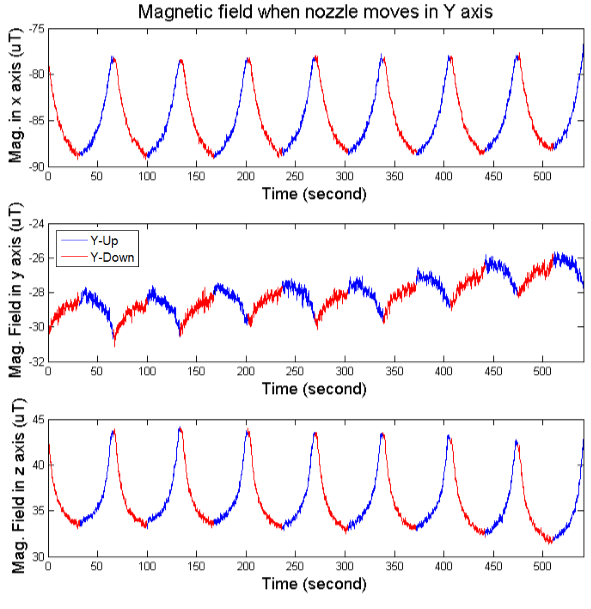 Magnetic field when nozzle moves in Y axis
Mag. in x axis (uT)
-75
-80
-85
-90
0 50 100 150 200 250 300 350 400 450 500
Time (second)
Mag. Field in y axis (uT)
-24
-26
-28
-30
-32
Y-Up
Y-Down
0 50 100 150 200 250 300 350 400 450 500
Time (second)
Mag. Field in z axis (uT)
45
40
35
30
0 50 100 150 200 250 300 350 400 450 500
Time (second)